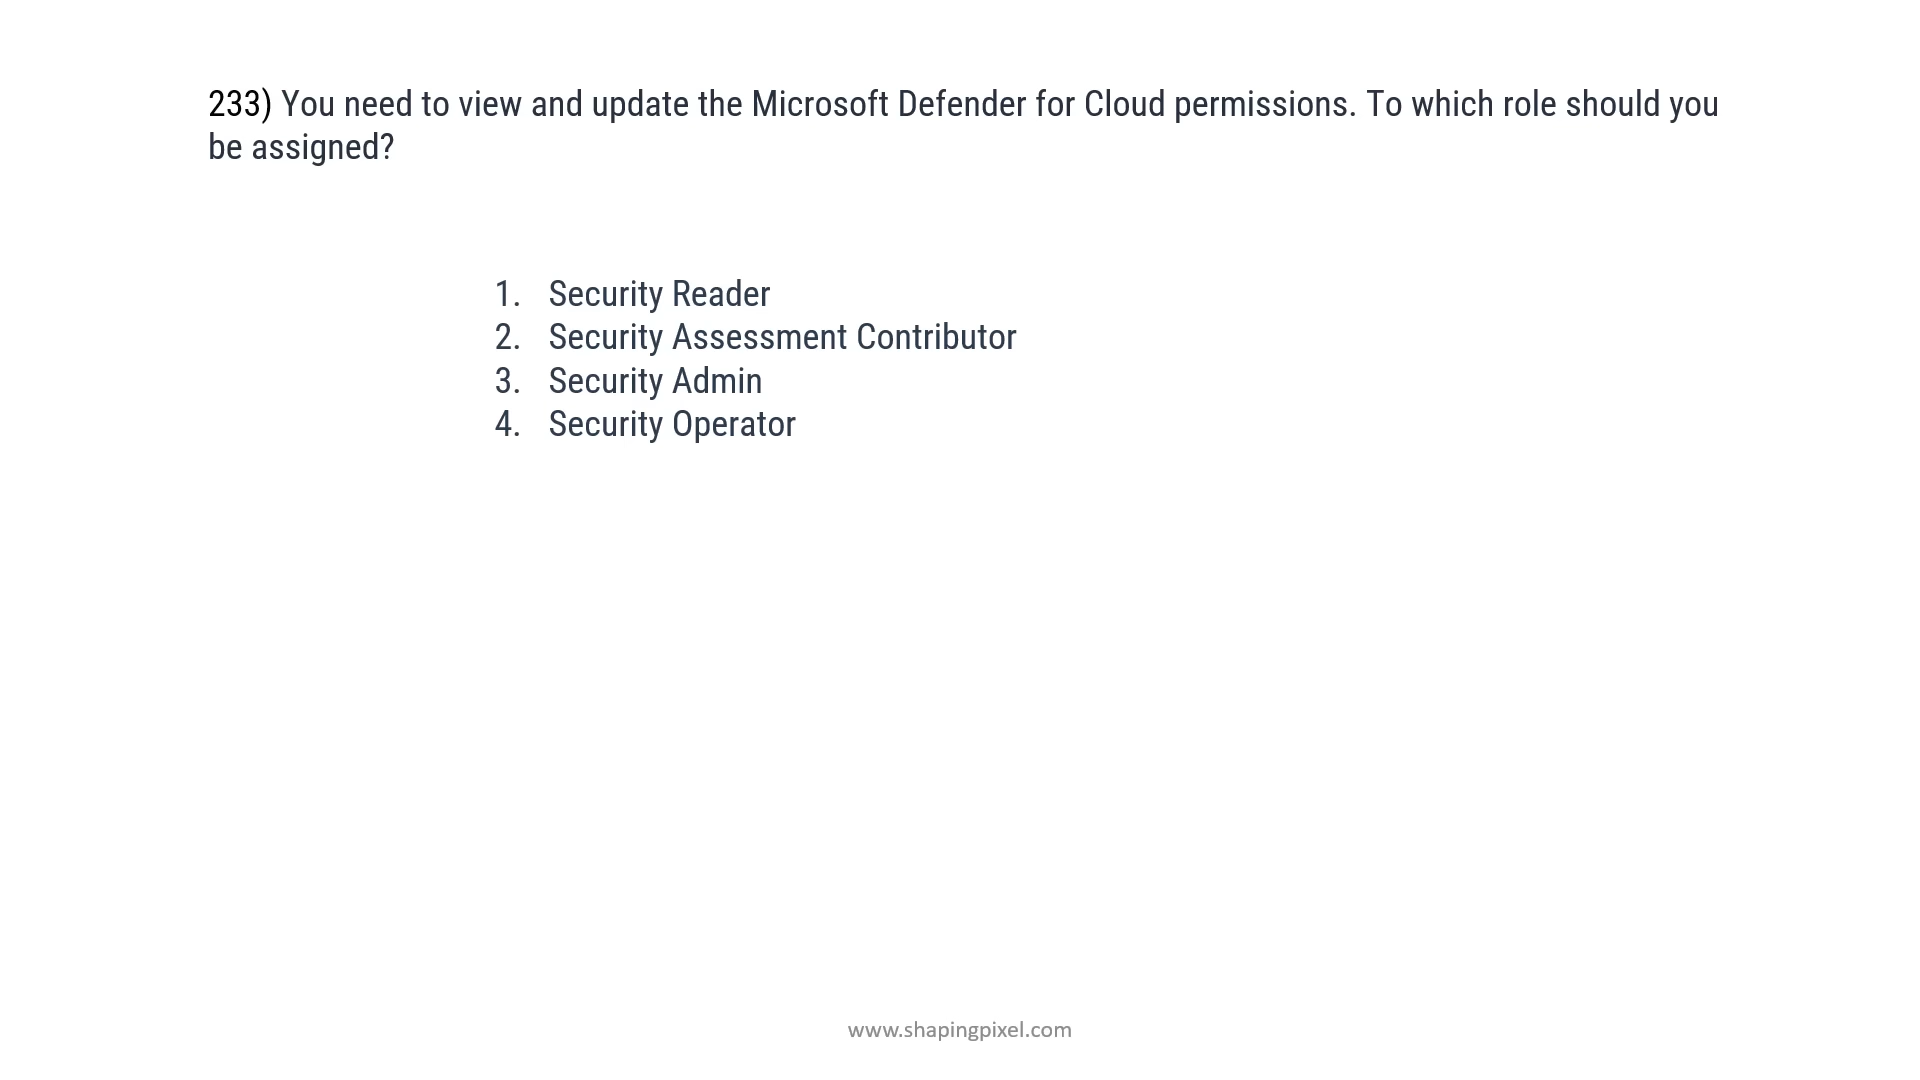 233) You need to view and update the Microsoft Defender for Cloud permissions. To which role should you
be assigned?
1. Security Reader
2. Security Assessment Contributor
3. Security Admin
4. Security Operator
www.shapingpixel.com